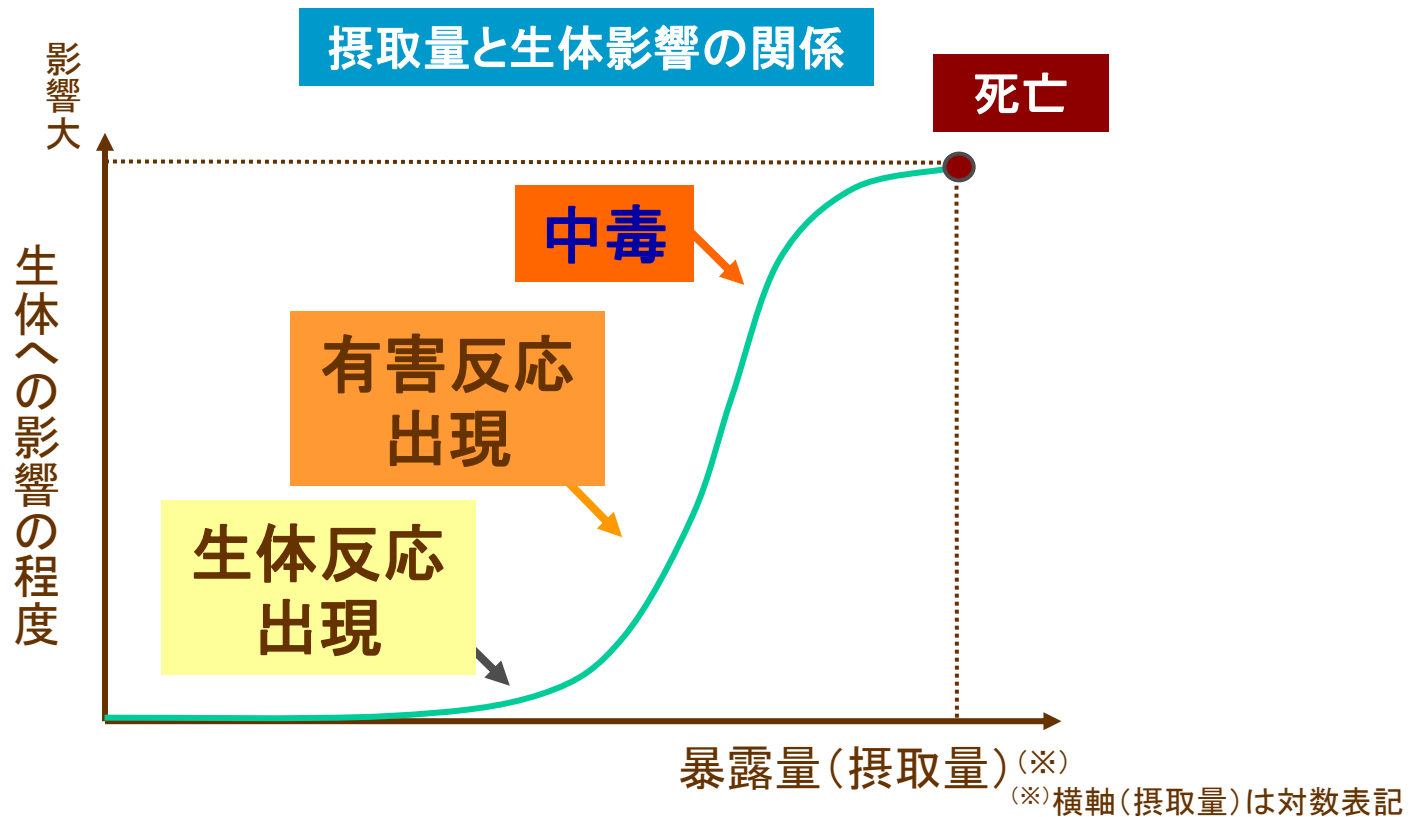 摂取量と生体影響の関係
影響大
死亡
中毒
生体への影響の程度
有害反応
出現
生体反応
出現
暴露量(摂取量)(※)
(※)横軸(摂取量)は対数表記